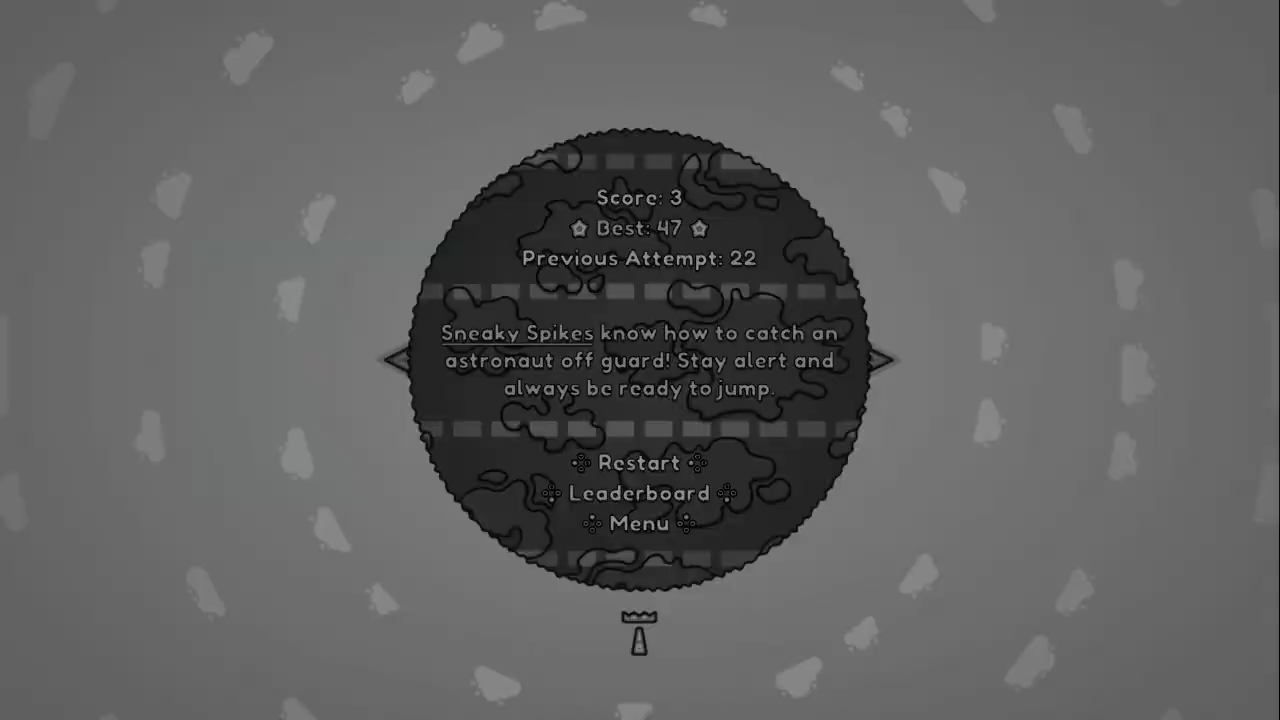 Score: 3
Best: 47
Previous Attempt: 22
Sneaky Spikes know how to catch an
astronaut off guard! Stay alert and
always be ready to jump.
Restart
Leaderboard
Menu